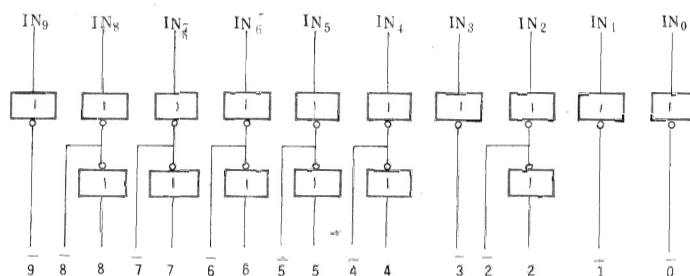 IN₉ IN₈ IN₇ IN₆ IN₅ IN₄ IN₃ IN₂ IN₁ IN₀
1 1 1 1 1 1 1 1 1 1
1 1 1 1 1 1
9̅ 8̅ 8 7̅ 7 6̅ 6 5̅ 5 4̅ 4 3̅ 2̅ 2 1̅ 0̅